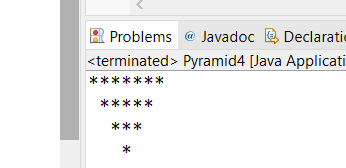 Problems @ Javadoc Declaratio
<terminated> Pyramid4 [Java Applicati
*******
 *****
  ***
   *